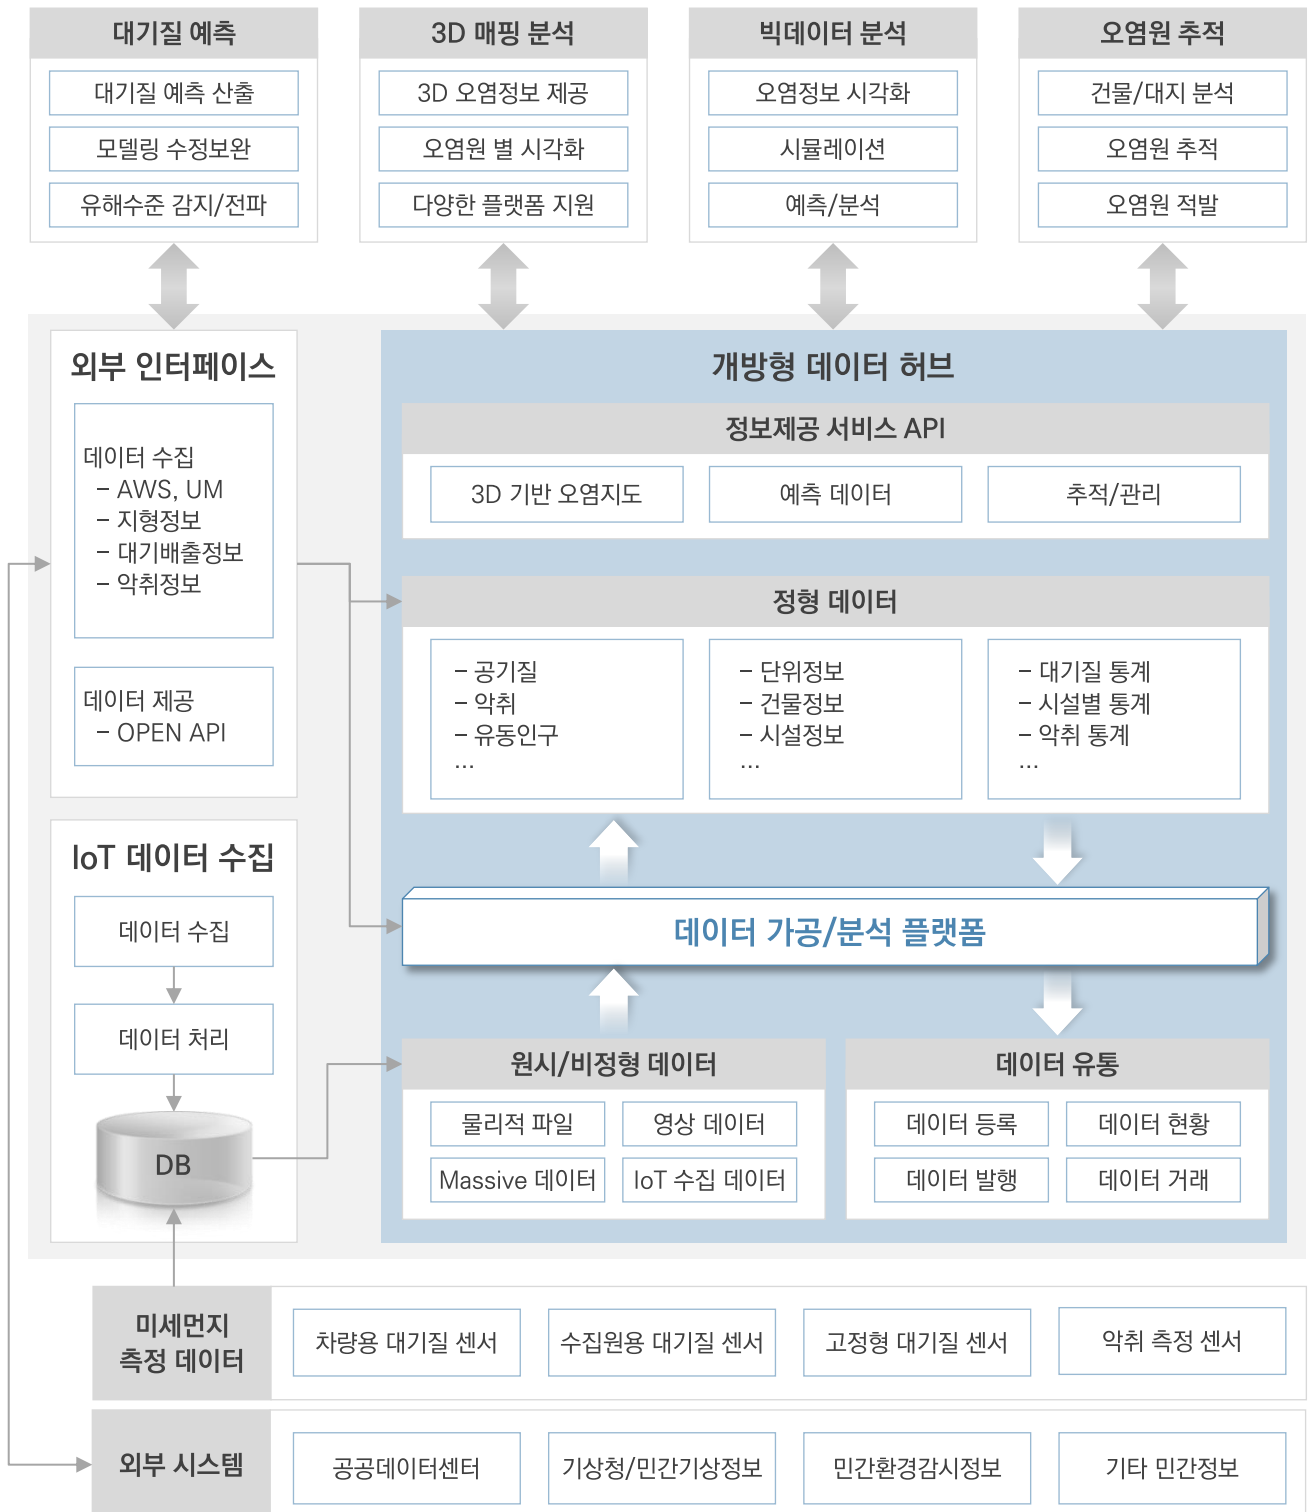 대기질 예측
대기질 예측 산출
모델링 수정보완
유해수준 감지/전파
3D 매핑 분석
3D 오염정보 제공
오염원 별 시각화
다양한 플랫폼 지원
빅데이터 분석
오염정보 시각화
시뮬레이션
예측/분석
오염원 추적
건물/대지 분석
오염원 추적
오염원 적발
외부 인터페이스
데이터 수집
– AWS, UM
– 지형정보
– 대기배출정보
– 악취정보
데이터 제공
– OPEN API
IoT 데이터 수집
데이터 수집
데이터 처리
DB
개방형 데이터 허브
정보제공 서비스 API
3D 기반 오염지도
예측 데이터
추적/관리
정형 데이터
– 공기질
– 악취
– 유동인구
...
– 단위정보
– 건물정보
– 시설정보
...
– 대기질 통계
– 시설별 통계
– 악취 통계
...
데이터 가공/분석 플랫폼
원시/비정형 데이터
물리적 파일
영상 데이터
Massive 데이터
IoT 수집 데이터
데이터 유통
데이터 등록
데이터 현황
데이터 발행
데이터 거래
미세먼지
측정 데이터
차량용 대기질 센서
수집원용 대기질 센서
고정형 대기질 센서
악취 측정 센서
외부 시스템
공공데이터센터
기상청/민간기상정보
민간환경감시정보
기타 민간정보